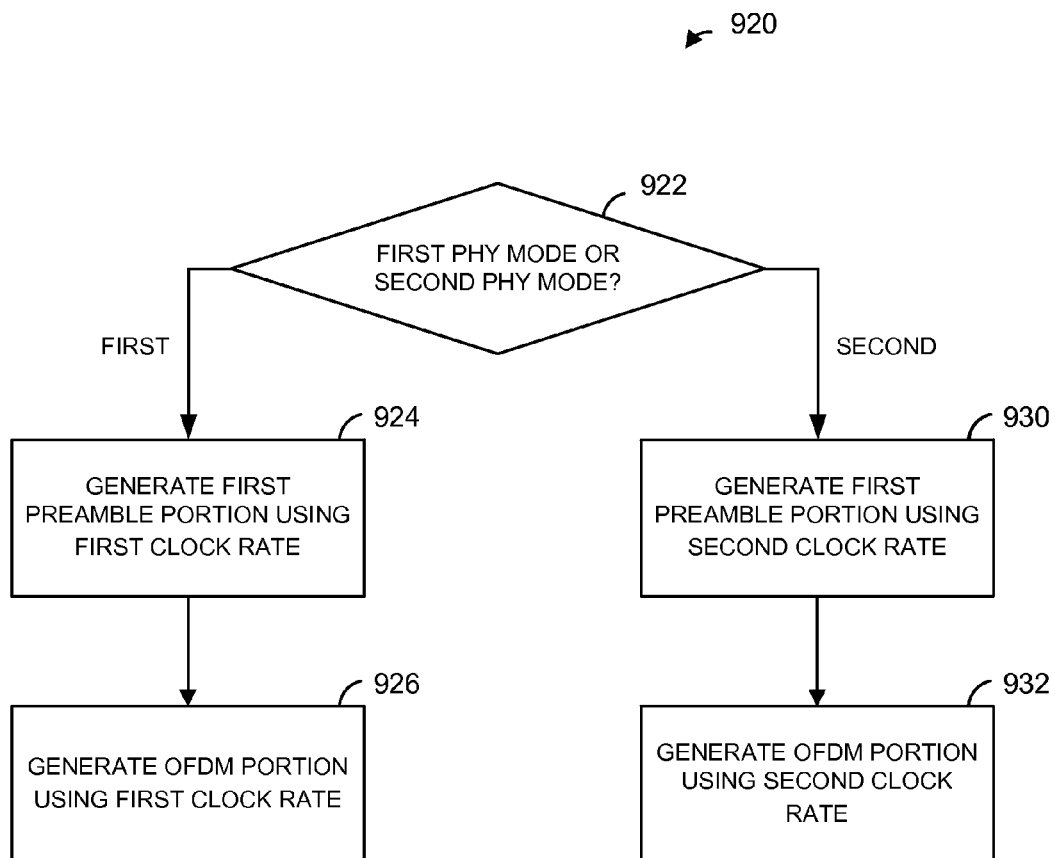 920
922
FIRST PHY MODE OR
SECOND PHY MODE?
FIRST
SECOND
924
GENERATE FIRST
PREAMBLE PORTION USING
FIRST CLOCK RATE
930
GENERATE FIRST
PREAMBLE PORTION USING
SECOND CLOCK RATE
926
GENERATE OFDM PORTION
USING FIRST CLOCK RATE
932
GENERATE OFDM PORTION
USING SECOND CLOCK
RATE